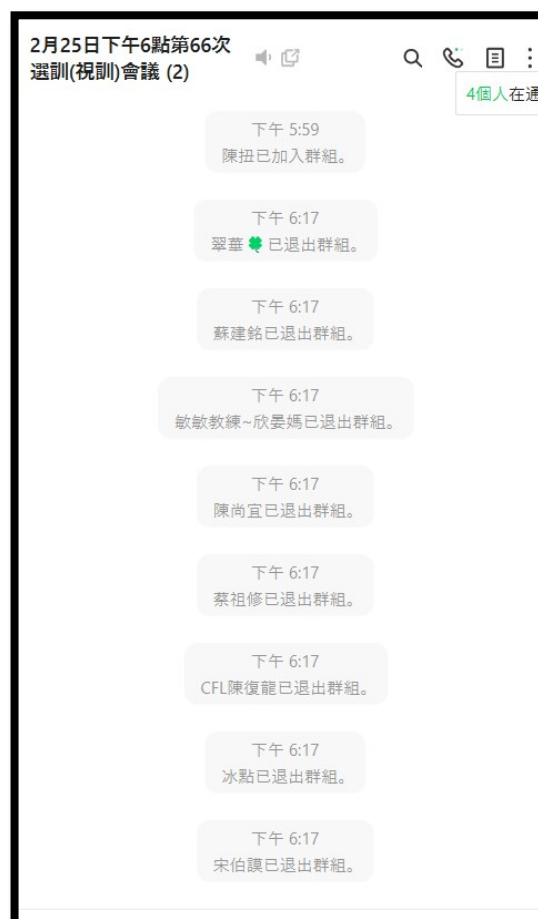 2月25日下午6點第66次
選訓(視訓)會議 (2)
4個人在通
下午 5:59
陳扭已加入群組。
下午 6:17
翠華🍀已退出群組。
下午 6:17
蘇建銘已退出群組。
下午 6:17
敏敏教練~欣晏媽已退出群組。
下午 6:17
陳尚宜已退出群組。
下午 6:17
蔡祖修已退出群組。
下午 6:17
CFL陳復龍已退出群組。
下午 6:17
冰點已退出群組。
下午 6:17
宋伯謨已退出群組。